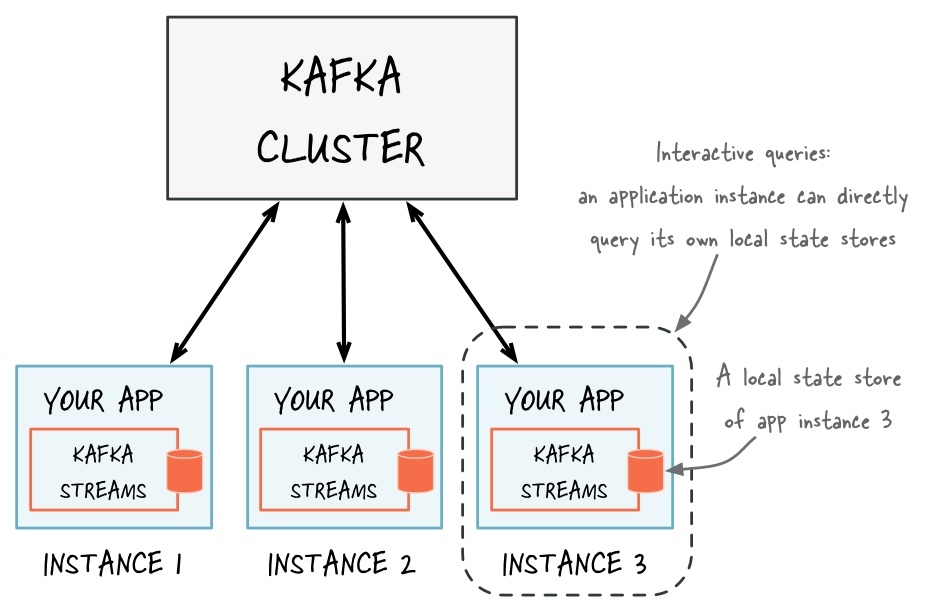 KAFKA
CLUSTER
Interactive queries:
an application instance can directly
query its own local state stores
YOUR APP
KAFKA
STREAMS
INSTANCE 1
YOUR APP
KAFKA
STREAMS
INSTANCE 2
YOUR APP
KAFKA
STREAMS
INSTANCE 3
A local state store
of app instance 3